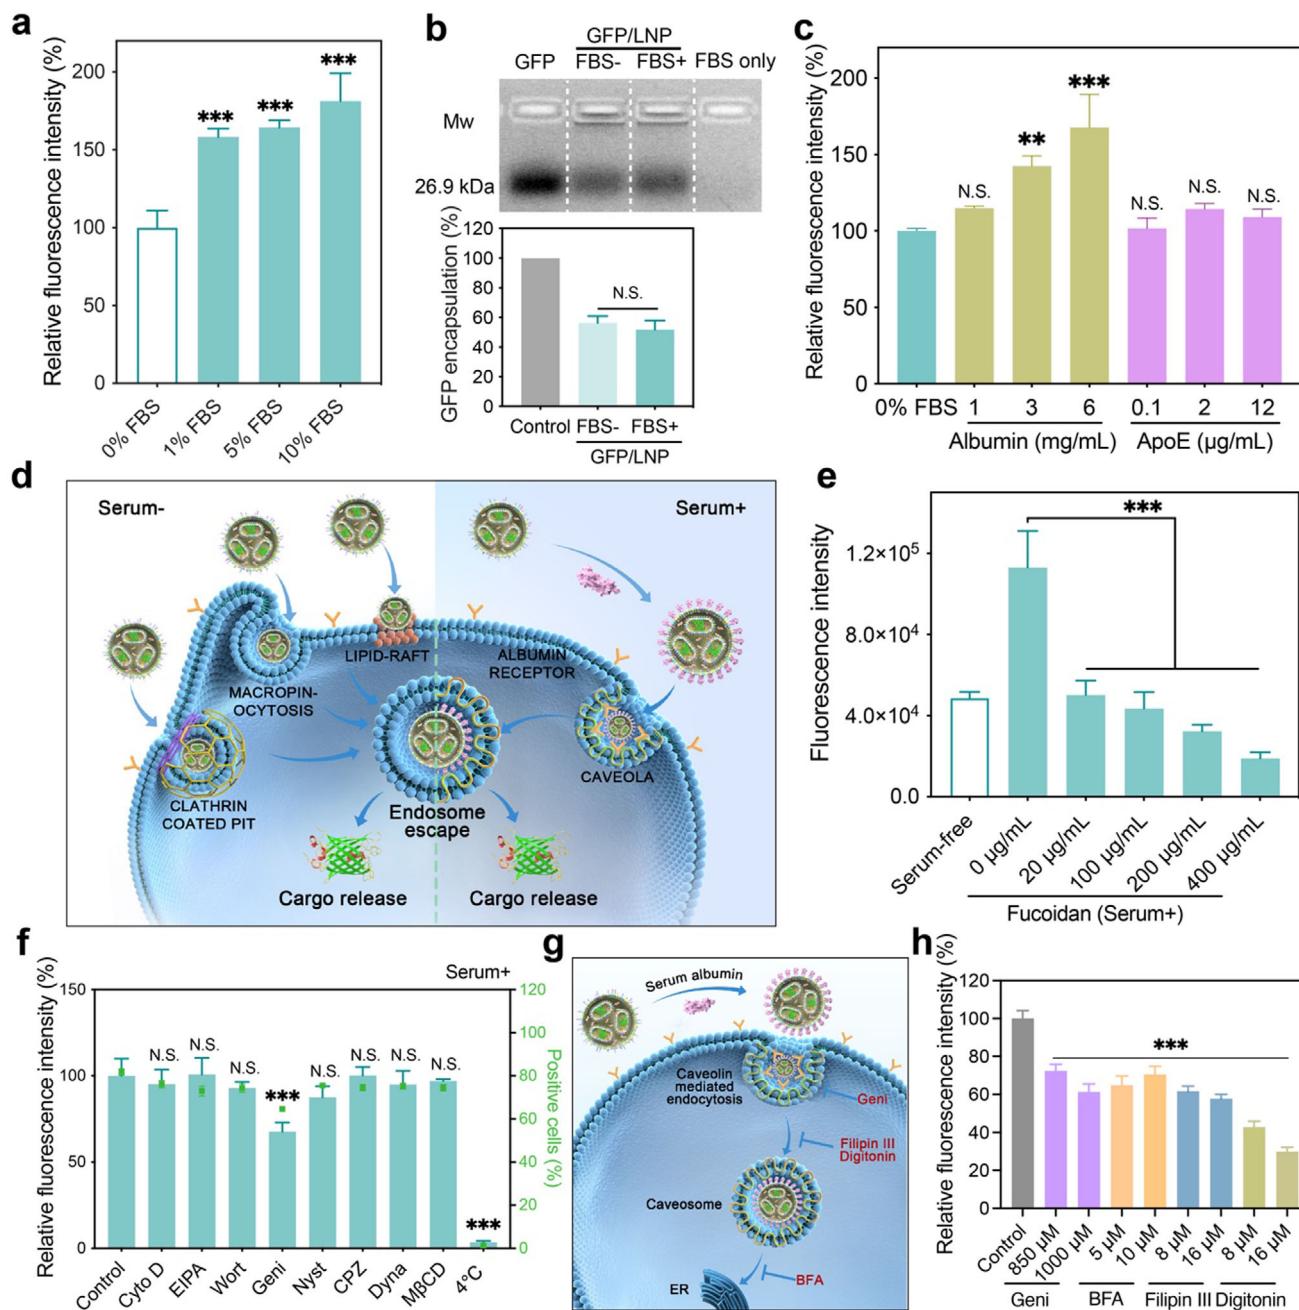 a
Relative fluorescence intensity (%)
200
150
100
50
0
***
***
***
0% FBS
1% FBS
5% FBS
10% FBS
b
GFP/LNP
GFP
FBS-
FBS+
FBS only
Mw
26.9 kDa
GFP encapsulation (%)
120
100
80
60
40
20
0
N.S.
Control
FBS-
FBS+
GFP/LNP
c
Relative fluorescence intensity (%)
200
150
100
50
0
N.S.
**
***
N.S.
N.S.
N.S.
0% FBS
1
3
6
0.1
2
12
Albumin (mg/mL)
ApoE (μg/mL)
d
Serum-
Serum+
LIPID-RAFT
ALBUMIN
RECEPTOR
MACROPIN-
OCYTOSIS
CAVEOLA
CLATHRIN
COATED PIT
Endosome
escape
Cargo release
Cargo release
e
Fluorescence intensity
1.2×10⁵
8.0×10⁴
4.0×10⁴
0.0
***
Serum-free
0 μg/mL
20 μg/mL
100 μg/mL
200 μg/mL
400 μg/mL
Fucoidan (Serum+)
f
Serum+
Relative fluorescence intensity (%)
150
100
50
0
N.S.
N.S.
N.S.
***
N.S.
N.S.
N.S.
N.S.
***
120
100
80
60
40
20
0
Positive cells (%)
Control
Cyto D
EIPA
Wort
Geni
Nyst
CPZ
Dyna
MβCD
4°C
g
Serum albumin
Caveolin
mediated
endocytosis
Geni
Filipin III
Digitonin
Caveosome
BFA
ER
h
Relative fluorescence intensity (%)
120
100
80
60
40
20
0
***
Control
850 μM
1000 μM
5 μM
10 μM
8 μM
16 μM
8 μM
16 μM
Geni
BFA
Filipin III
Digitonin